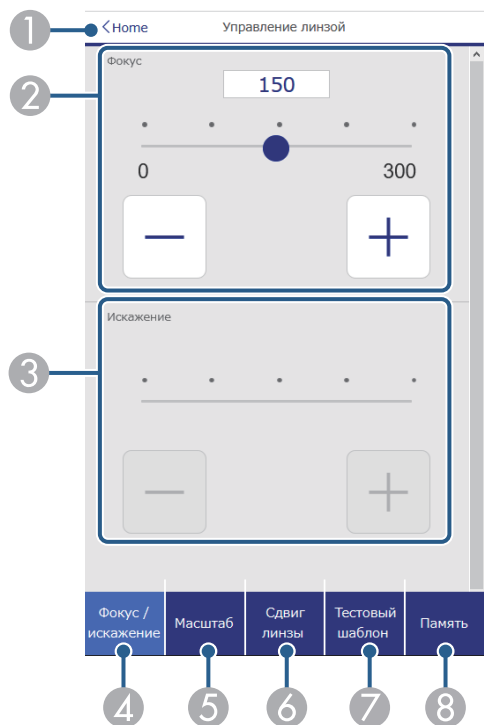 1
<Home Управление линзой
2
Фокус
150
0 300
— +
3
Искажение
— +
Фокус / искажение
Масштаб
Сдвиг линзы
Тестовый шаблон
Память
4 5 6 7 8